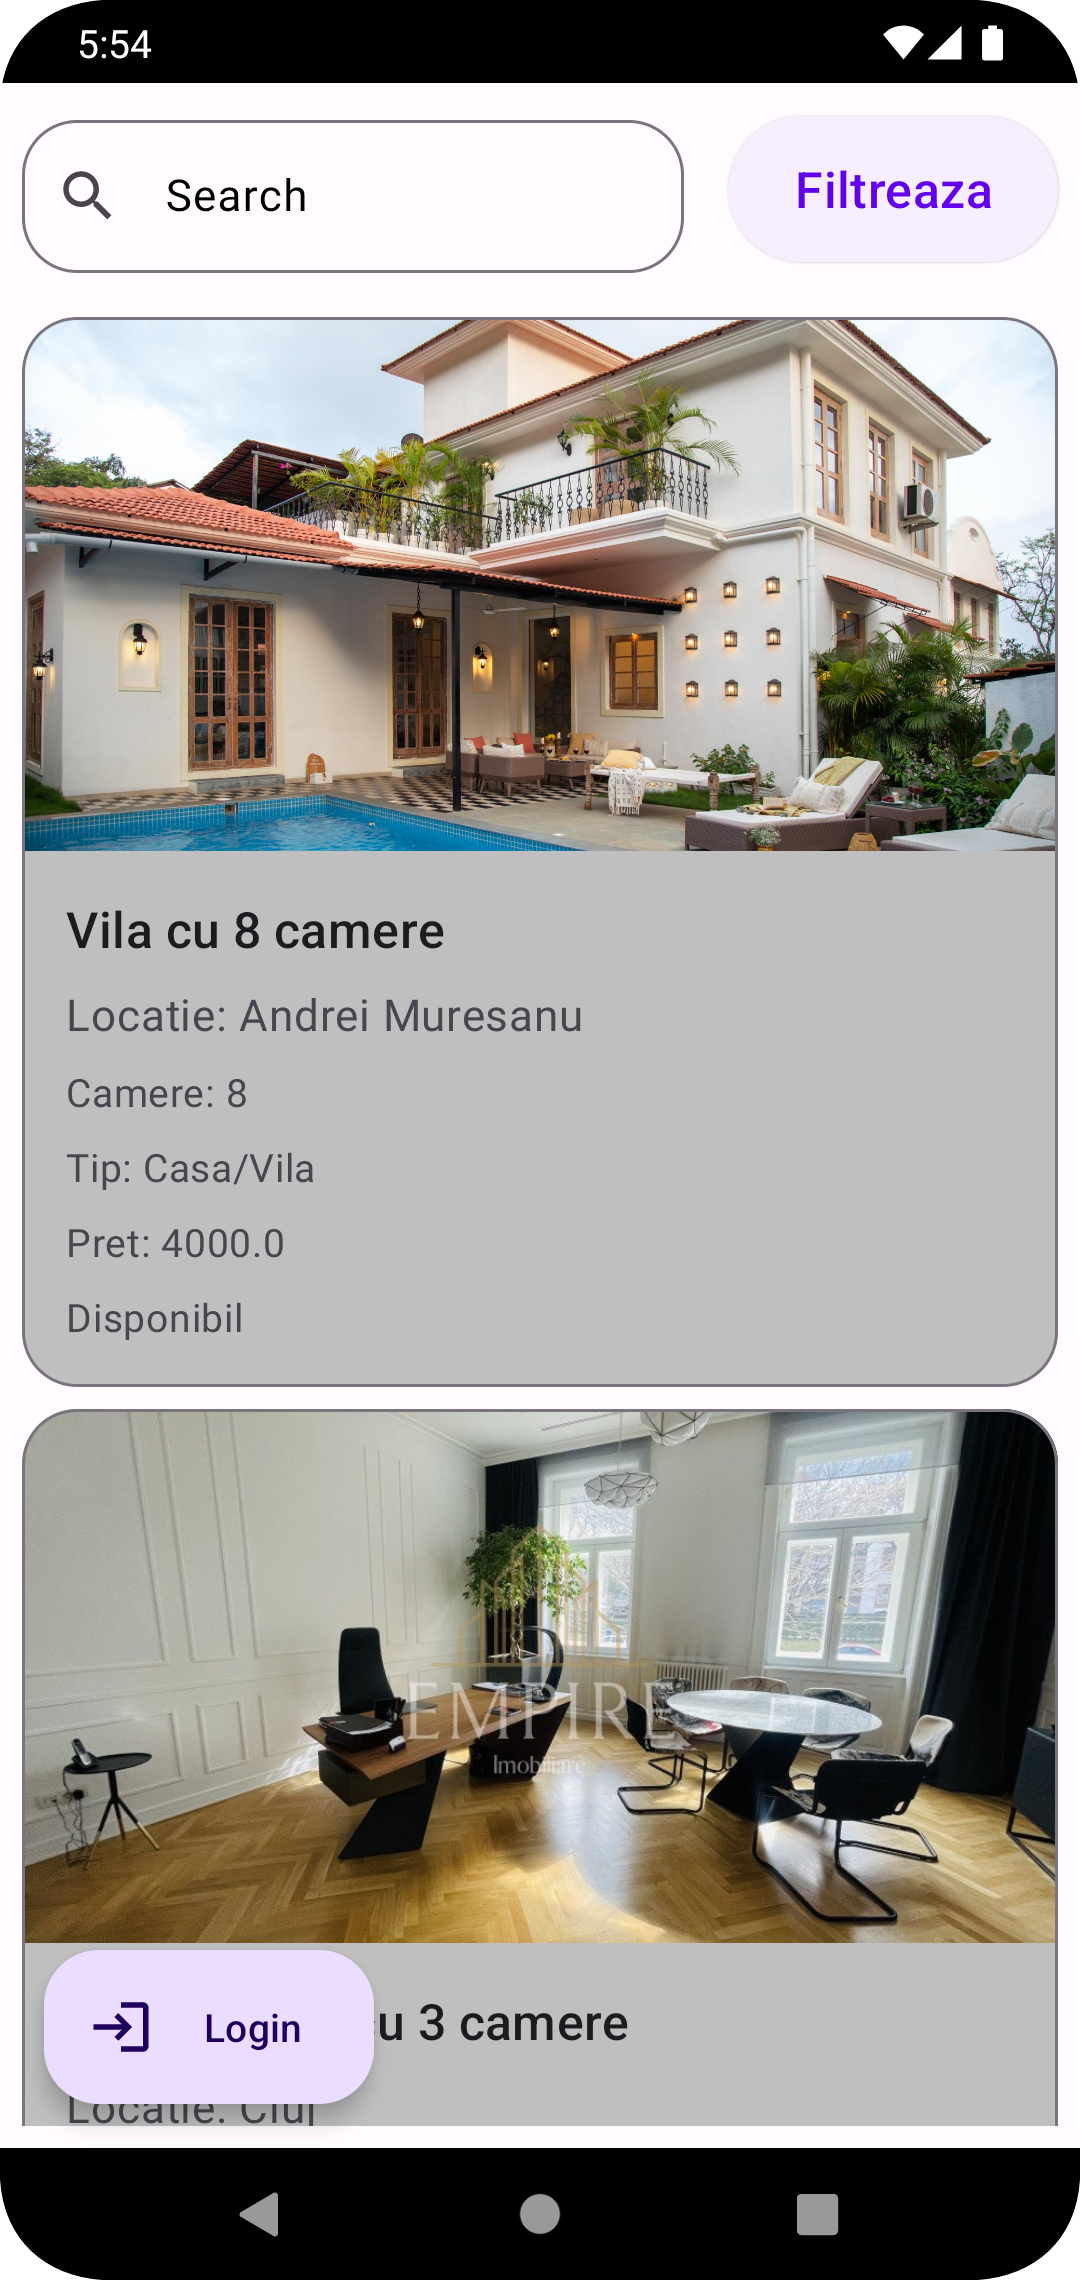 5:54
Search
Filtreaza
Vila cu 8 camere
Locatie: Andrei Muresanu
Camere: 8
Tip: Casa/Vila
Pret: 4000.0
Disponibil
EMPIRE
Imobiliare
Login
cu 3 camere
Locatie: Cluj